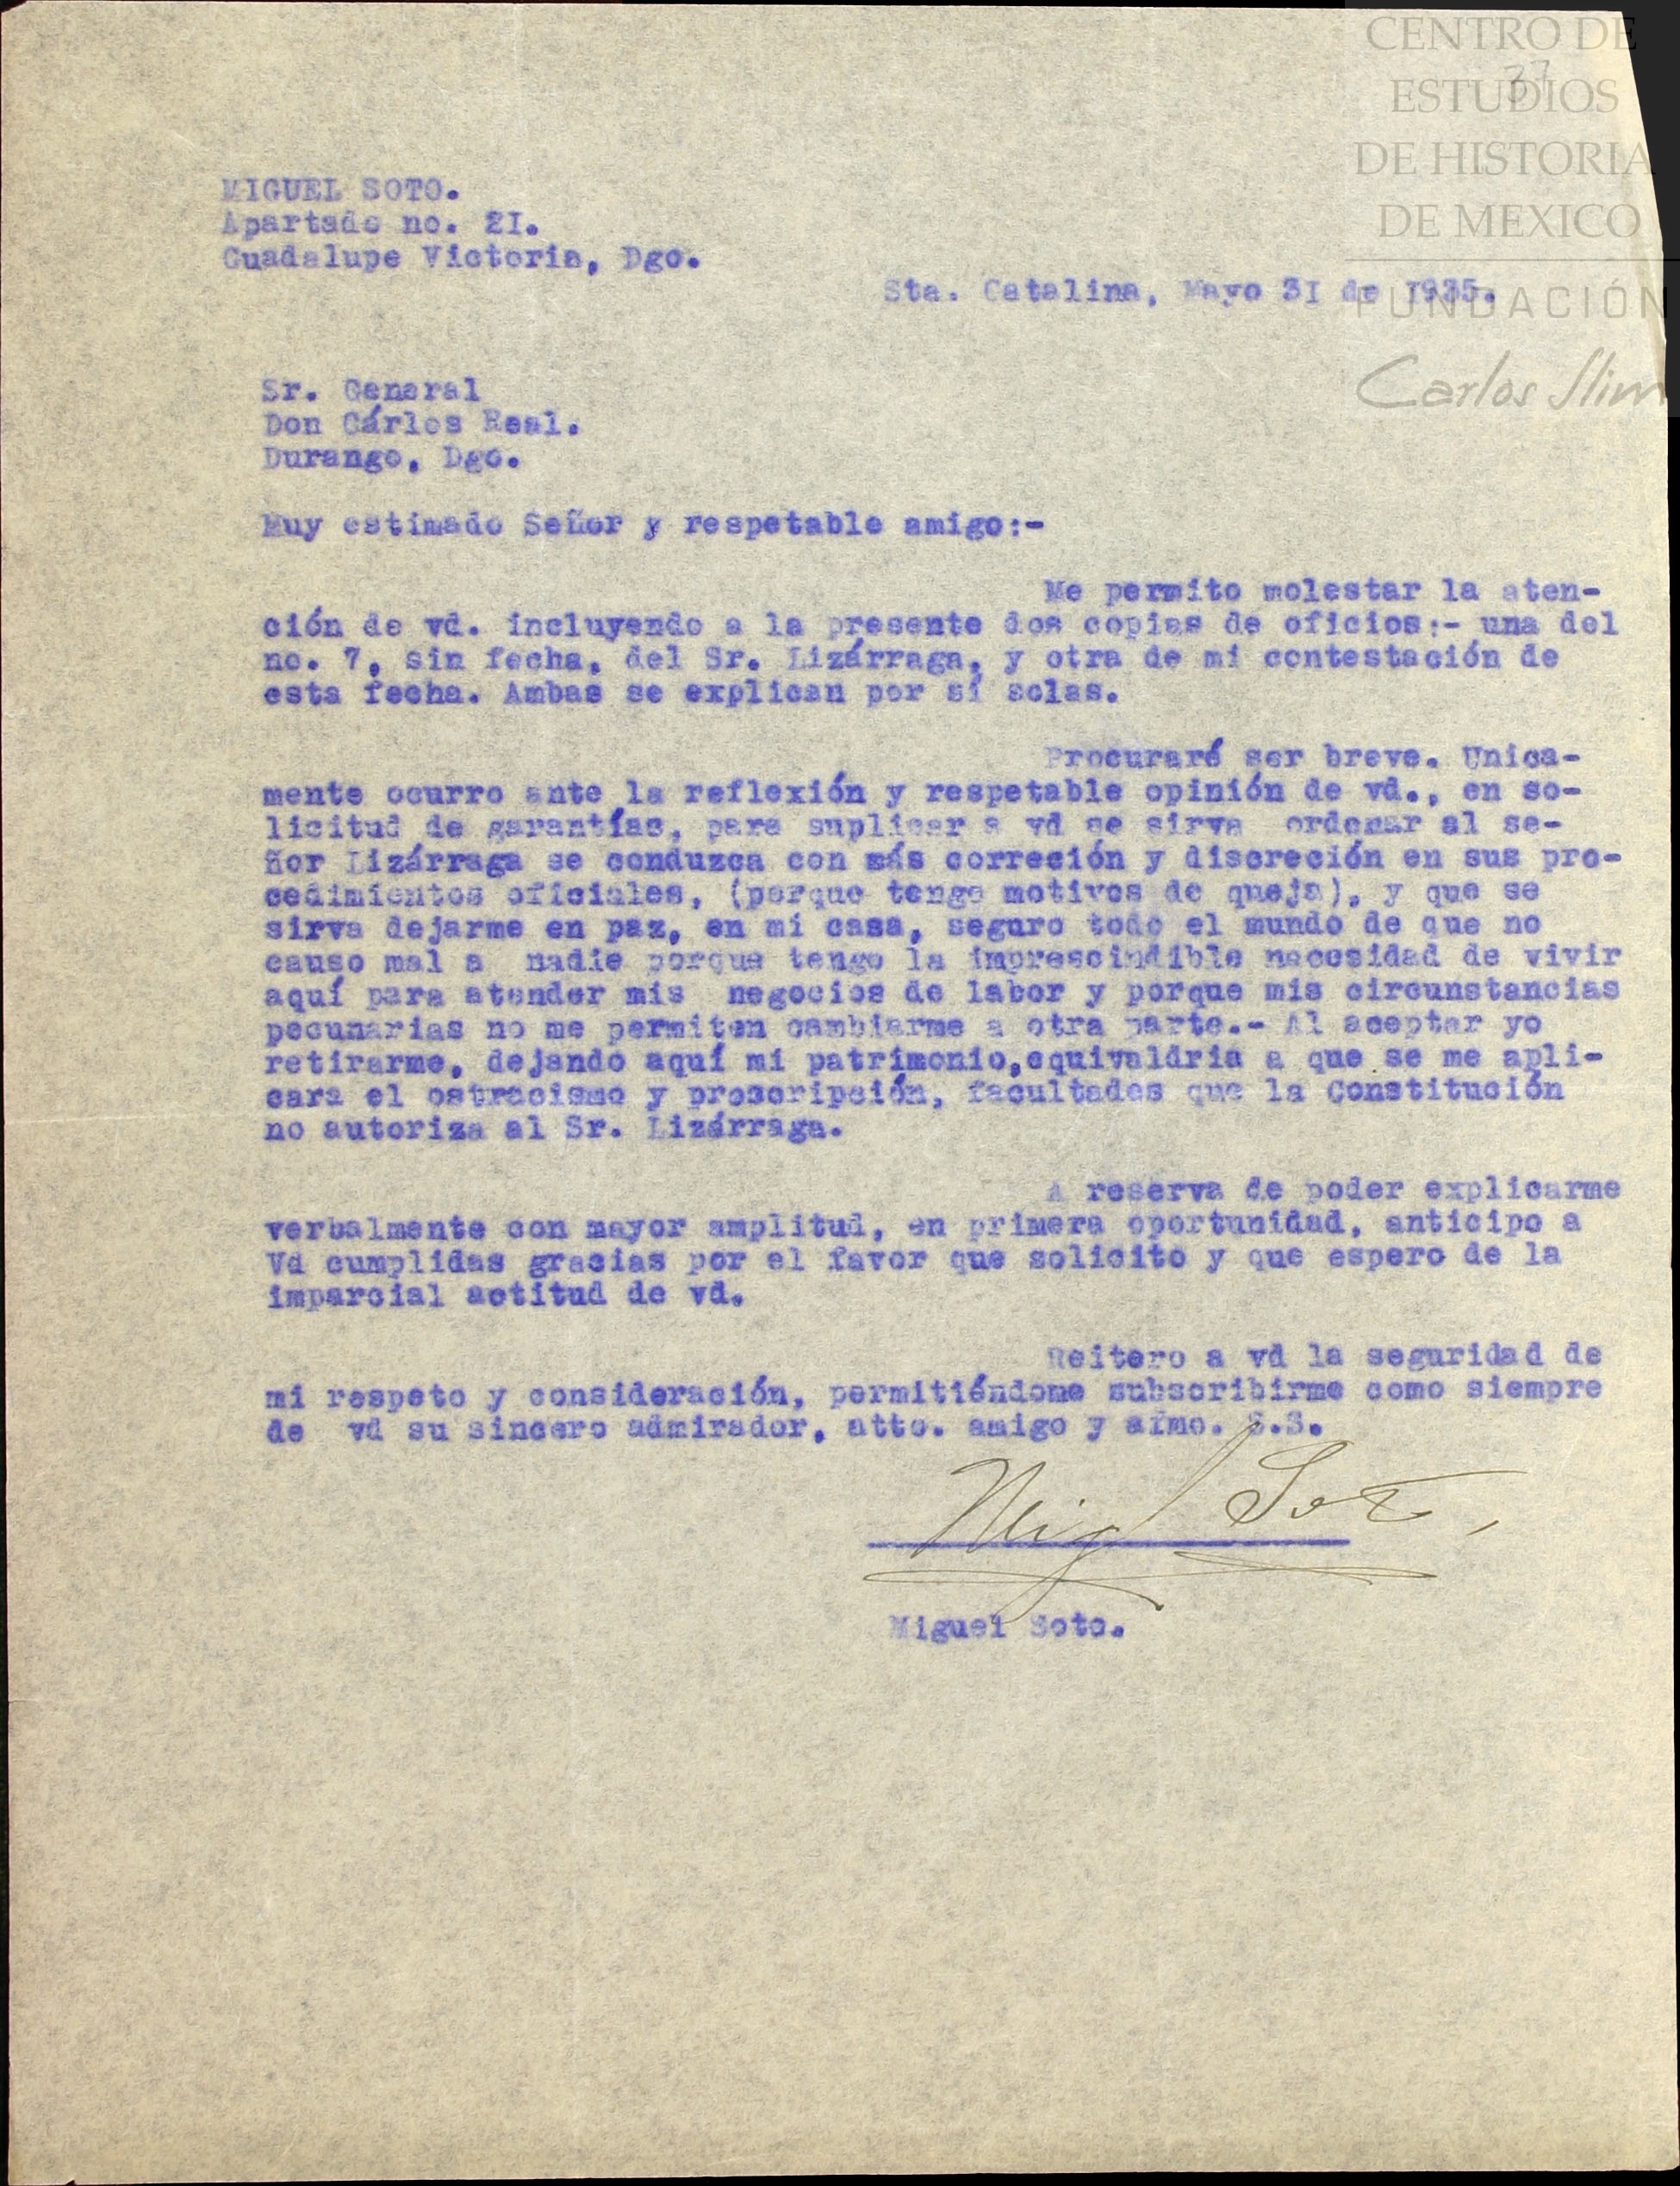 CENTRO DE
ESTUDIOS
DE HISTORIA
DE MEXICO
FUNDACIÓN
Carlos Slim
37
MIGUEL SOTO.
Apartado no. 2I.
Guadalupe Victoria, Dgo.
Sta. Catalina, Mayo 3I de 1935.
Sr. General
Don Cárlos Real.
Durango, Dgo.
Muy estimado Señor y respetable amigo:-
Me permito molestar la aten-
ción de vd. incluyendo a la presente dos copias de oficios:- una del
no. 7, sin fecha, del Sr. Lizárraga, y otra de mi contestación de
esta fecha. Ambas se explican por sí solas.
Procuraré ser breve. Unica-
mente ocurro ante la reflexión y respetable opinión de vd., en so-
licitud de garantías, para suplicar a vd se sirva ordenar al se-
ñor Lizárraga se conduzca con más correción y discreción en sus pro-
cedimientos oficiales, (porque tengo motivos de queja), y que se
sirva dejarme en paz, en mi casa, seguro todo el mundo de que no
causo mal a nadie porque tengo la imprescindible necesidad de vivir
aquí para atender mis negocios de labor y porque mis circunstancias
pecunarias no me permiten cambiarme a otra parte.- Al aceptar yo
retirarme, dejando aquí mi patrimonio,equivaldria a que se me apli-
cara el ostracismo y proscripción, facultades que la Constitución
no autoriza al Sr. Lizárraga.
A reserva de poder explicarme
verbalmente con mayor amplitud, en primera oportunidad, anticipo a
Vd cumplidas gracias por el favor que solicito y que espero de la
imparcial actitud de vd.
Reitero a vd la seguridad de
mi respeto y consideración, permitiéndome subscribirme como siempre
de vd su sincero admirador, atto. amigo y afmo. S.S.
Migl Soto,
Miguel Soto.